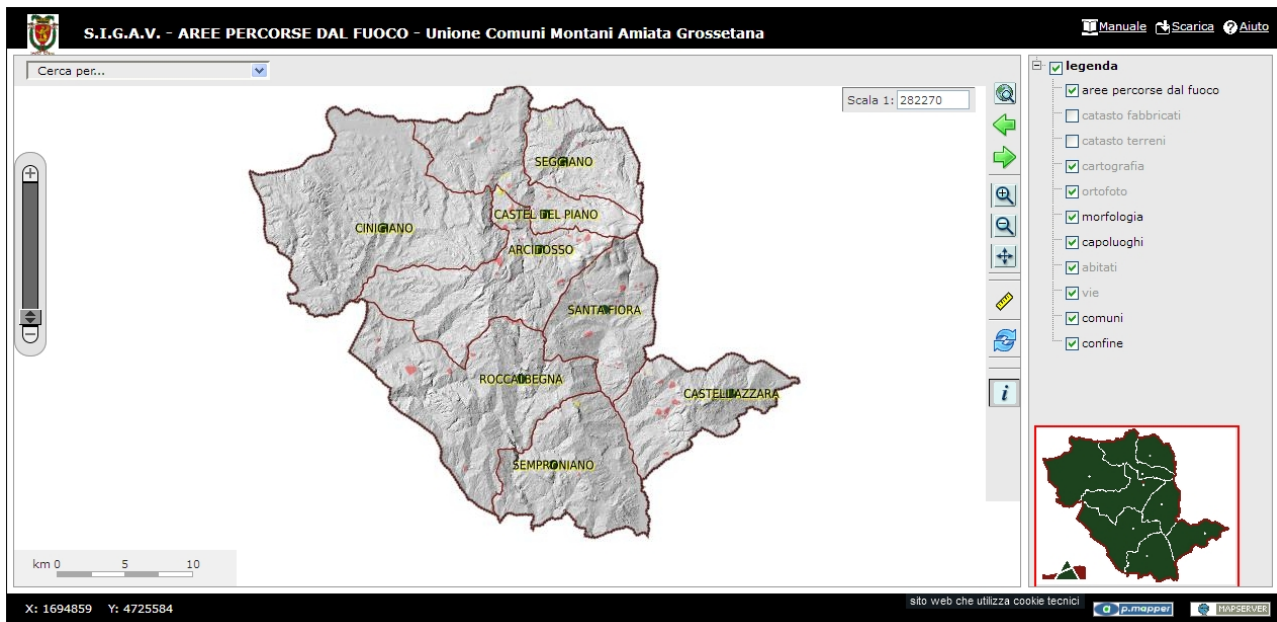 S.I.G.A.V. - AREE PERCORSE DAL FUOCO - Unione Comuni Montani Amiata Grossetana
Manuale Scarica Aiuto
Cerca per...
Scala 1: 282270
legenda
aree percorse dal fuoco
catasto fabbricati
catasto terreni
cartografia
ortofoto
morfologia
capoluoghi
abitati
vie
comuni
confine
SEGGIANO
CASTEL DEL PIANO
CINIGIANO
ARCIDOSSO
SANTA FIORA
ROCCALBEGNA
CASTELL'AZZARA
SEMPRONIANO
i
km 0 5 10
X: 1694859 Y: 4725584
sito web che utilizza cookie tecnici
p.mapper
MAPSERVER